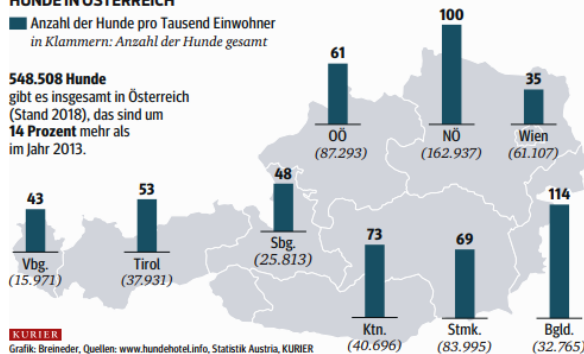 HUNDE IN ÖSTERREICH
Anzahl der Hunde pro Tausend Einwohner
in Klammern: Anzahl der Hunde gesamt
548.508 Hunde
gibt es insgesamt in Österreich
(Stand 2018), das sind um
14 Prozent mehr als
im Jahr 2013.
61
OÖ
(87.293)
100
NÖ
(162.937)
35
Wien
(61.107)
43
Vbg.
(15.971)
53
Tirol
(37.931)
48
Sbg.
(25.813)
73
Ktn.
(40.696)
69
Stmk.
(83.995)
114
Bgld.
(32.765)
KURIER
Grafik: Breineder, Quellen: www.hundehotel.info, Statistik Austria, KURIER